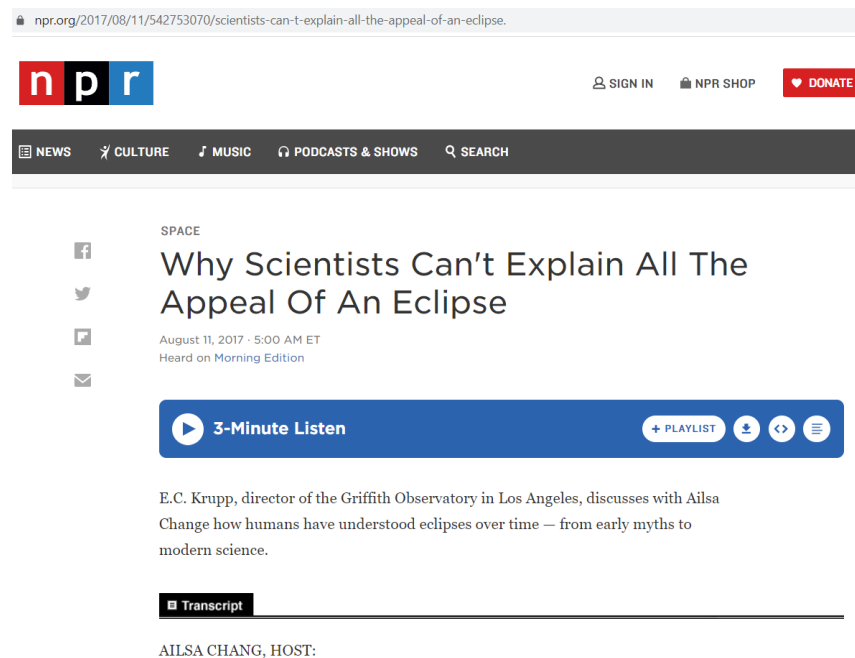 npr.org/2017/08/11/542753070/scientists-can-t-explain-all-the-appeal-of-an-eclipse.
npr
SIGN IN
NPR SHOP
DONATE
NEWS
CULTURE
MUSIC
PODCASTS & SHOWS
SEARCH
SPACE
Why Scientists Can't Explain All The
Appeal Of An Eclipse
August 11, 2017 · 5:00 AM ET
Heard on Morning Edition
3-Minute Listen
+ PLAYLIST
E.C. Krupp, director of the Griffith Observatory in Los Angeles, discusses with Ailsa
Change how humans have understood eclipses over time — from early myths to
modern science.
Transcript
AILSA CHANG, HOST: